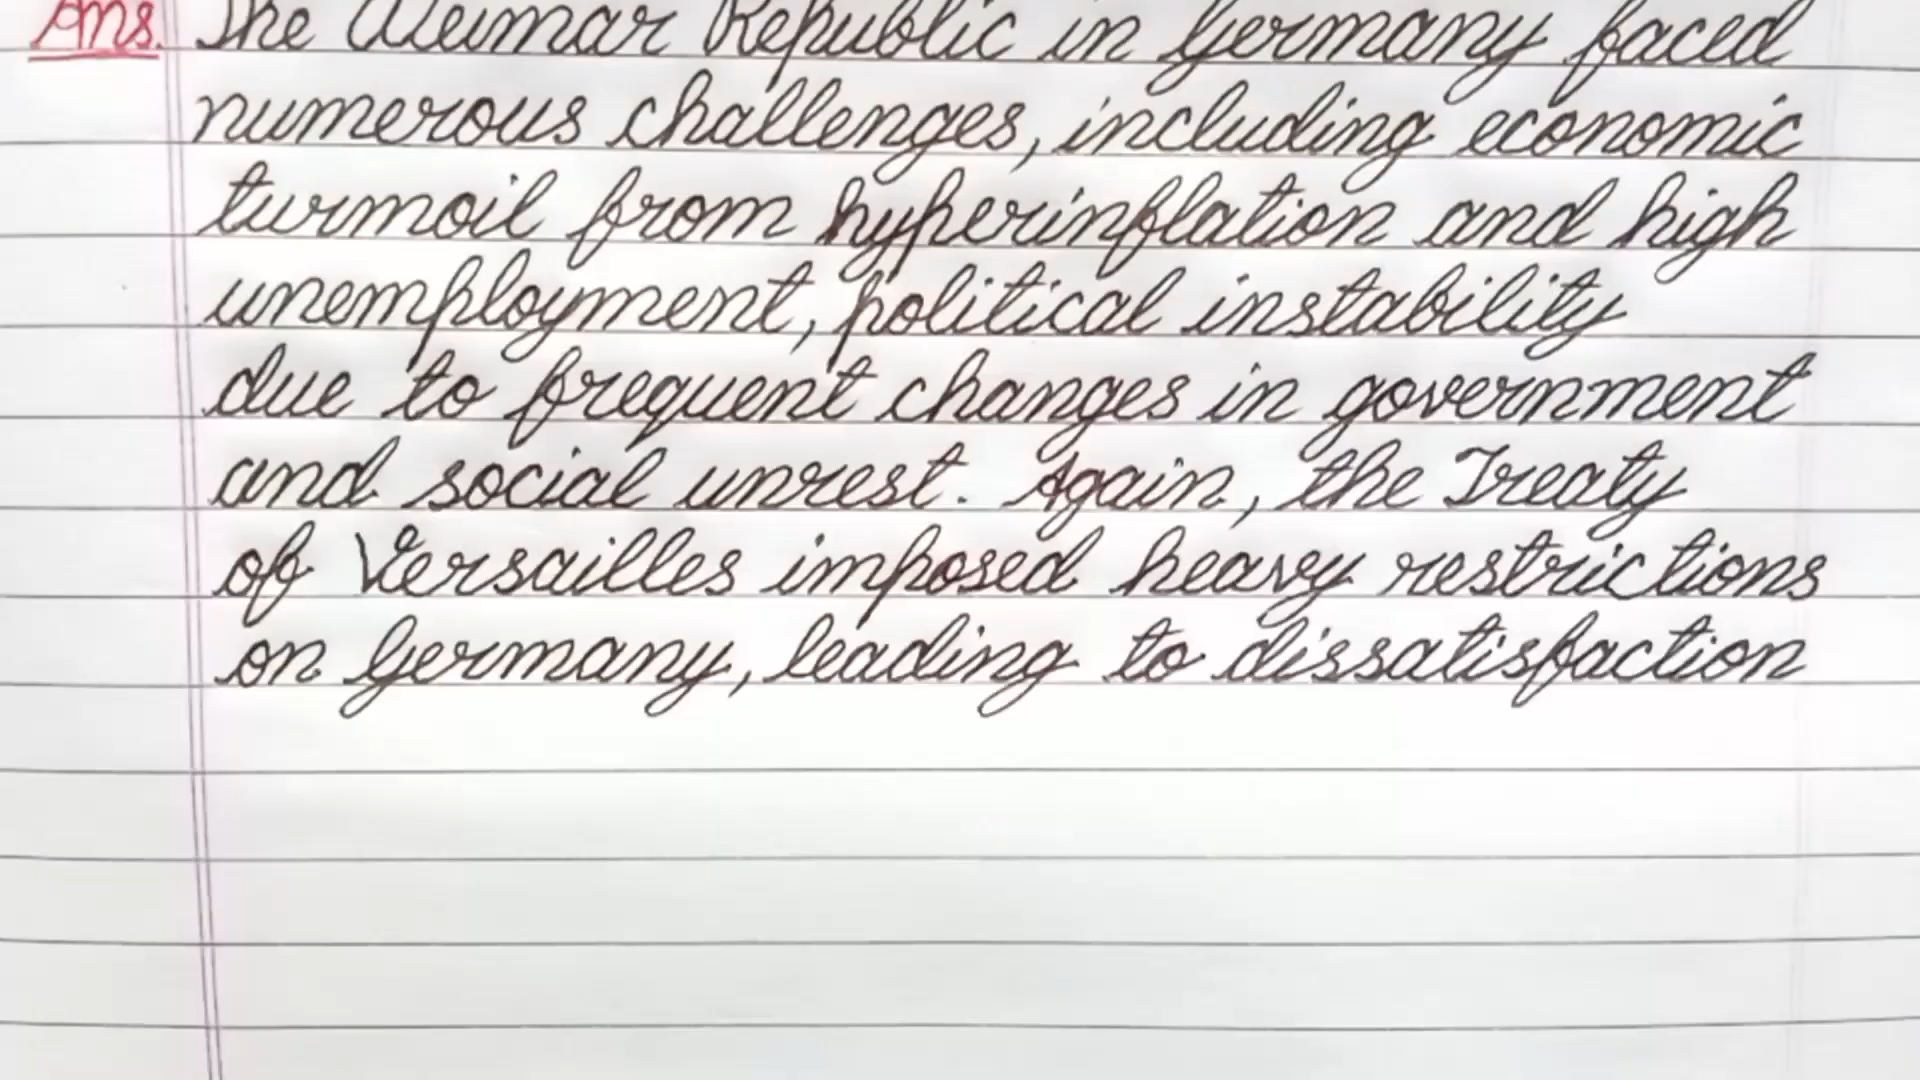 Ans. The Weimar Republic in Germany faced
numerous challenges, including economic
turmoil from hyperinflation and high
unemployment, political instability
due to frequent changes in government
and social unrest. Again, the Treaty
of Versailles imposed heavy restrictions
on Germany, leading to dissatisfaction